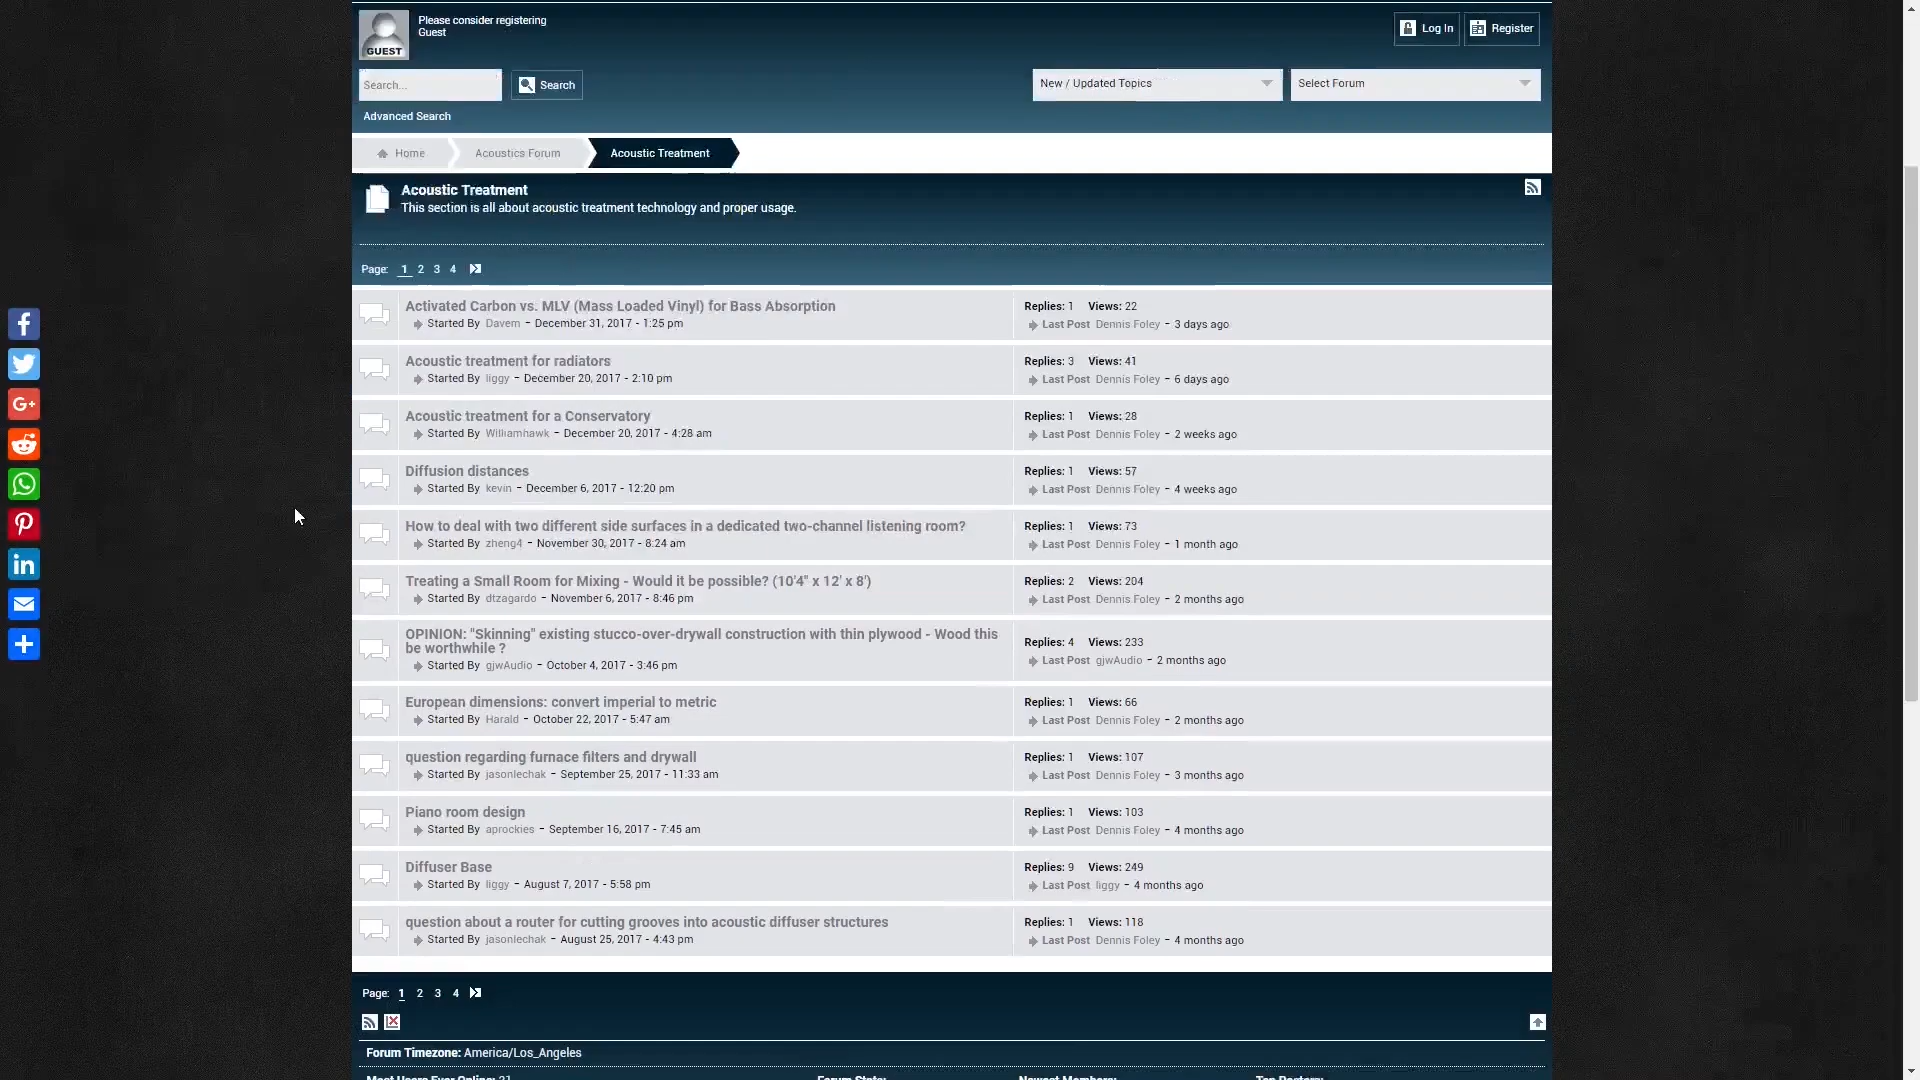 Please consider registering
Guest
GUEST
Log In
Register
Search...
Search
New / Updated Topics
Select Forum
Advanced Search
Home
Acoustics Forum
Acoustic Treatment
Acoustic Treatment
This section is all about acoustic treatment technology and proper usage.
Page: 1 2 3 4
Activated Carbon vs. MLV (Mass Loaded Vinyl) for Bass Absorption
Started By Davem - December 31, 2017 - 1:25 pm
Replies: 1 Views: 22
Last Post Dennis Foley - 3 days ago
Acoustic treatment for radiators
Started By liggy - December 20, 2017 - 2:10 pm
Replies: 3 Views: 41
Last Post Dennis Foley - 6 days ago
Acoustic treatment for a Conservatory
Started By Williamhawk - December 20, 2017 - 4:28 am
Replies: 1 Views: 28
Last Post Dennis Foley - 2 weeks ago
Diffusion distances
Started By kevin - December 6, 2017 - 12:20 pm
Replies: 1 Views: 57
Last Post Dennis Foley - 4 weeks ago
How to deal with two different side surfaces in a dedicated two-channel listening room?
Started By zheng4 - November 30, 2017 - 8:24 am
Replies: 1 Views: 73
Last Post Dennis Foley - 1 month ago
Treating a Small Room for Mixing - Would it be possible? (10'4" x 12' x 8')
Started By dtzagardo - November 6, 2017 - 8:46 pm
Replies: 2 Views: 204
Last Post Dennis Foley - 2 months ago
OPINION: "Skinning" existing stucco-over-drywall construction with thin plywood - Wood this
be worthwhile ?
Started By gjwAudio - October 4, 2017 - 3:46 pm
Replies: 4 Views: 233
Last Post gjwAudio - 2 months ago
European dimensions: convert imperial to metric
Started By Harald - October 22, 2017 - 5:47 am
Replies: 1 Views: 66
Last Post Dennis Foley - 2 months ago
question regarding furnace filters and drywall
Started By jasonlechak - September 25, 2017 - 11:33 am
Replies: 1 Views: 107
Last Post Dennis Foley - 3 months ago
Piano room design
Started By aprockies - September 16, 2017 - 7:45 am
Replies: 1 Views: 103
Last Post Dennis Foley - 4 months ago
Diffuser Base
Started By liggy - August 7, 2017 - 5:58 pm
Replies: 9 Views: 249
Last Post liggy - 4 months ago
question about a router for cutting grooves into acoustic diffuser structures
Started By jasonlechak - August 25, 2017 - 4:43 pm
Replies: 1 Views: 118
Last Post Dennis Foley - 4 months ago
Page: 1 2 3 4
Forum Timezone: America/Los_Angeles
Most Users Ever Online: 21
Forum Stats:
Newest Members:
Top Posters: